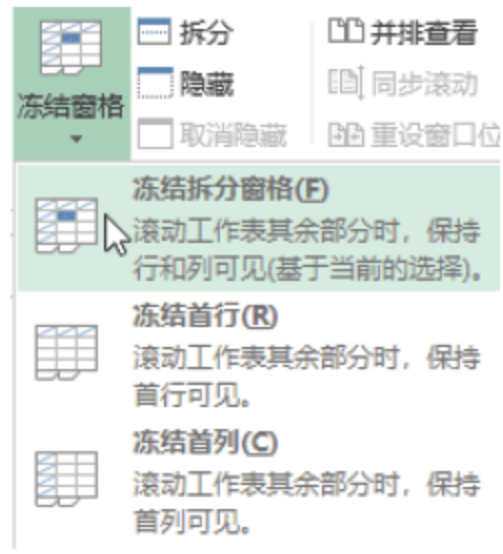 拆分 并排查看
隐藏 同步滚动
冻结窗格
取消隐藏 重设窗口位
冻结拆分窗格(F)
滚动工作表其余部分时，保持
行和列可见(基于当前的选择)。
冻结首行(R)
滚动工作表其余部分时，保持
首行可见。
冻结首列(C)
滚动工作表其余部分时，保持
首列可见。